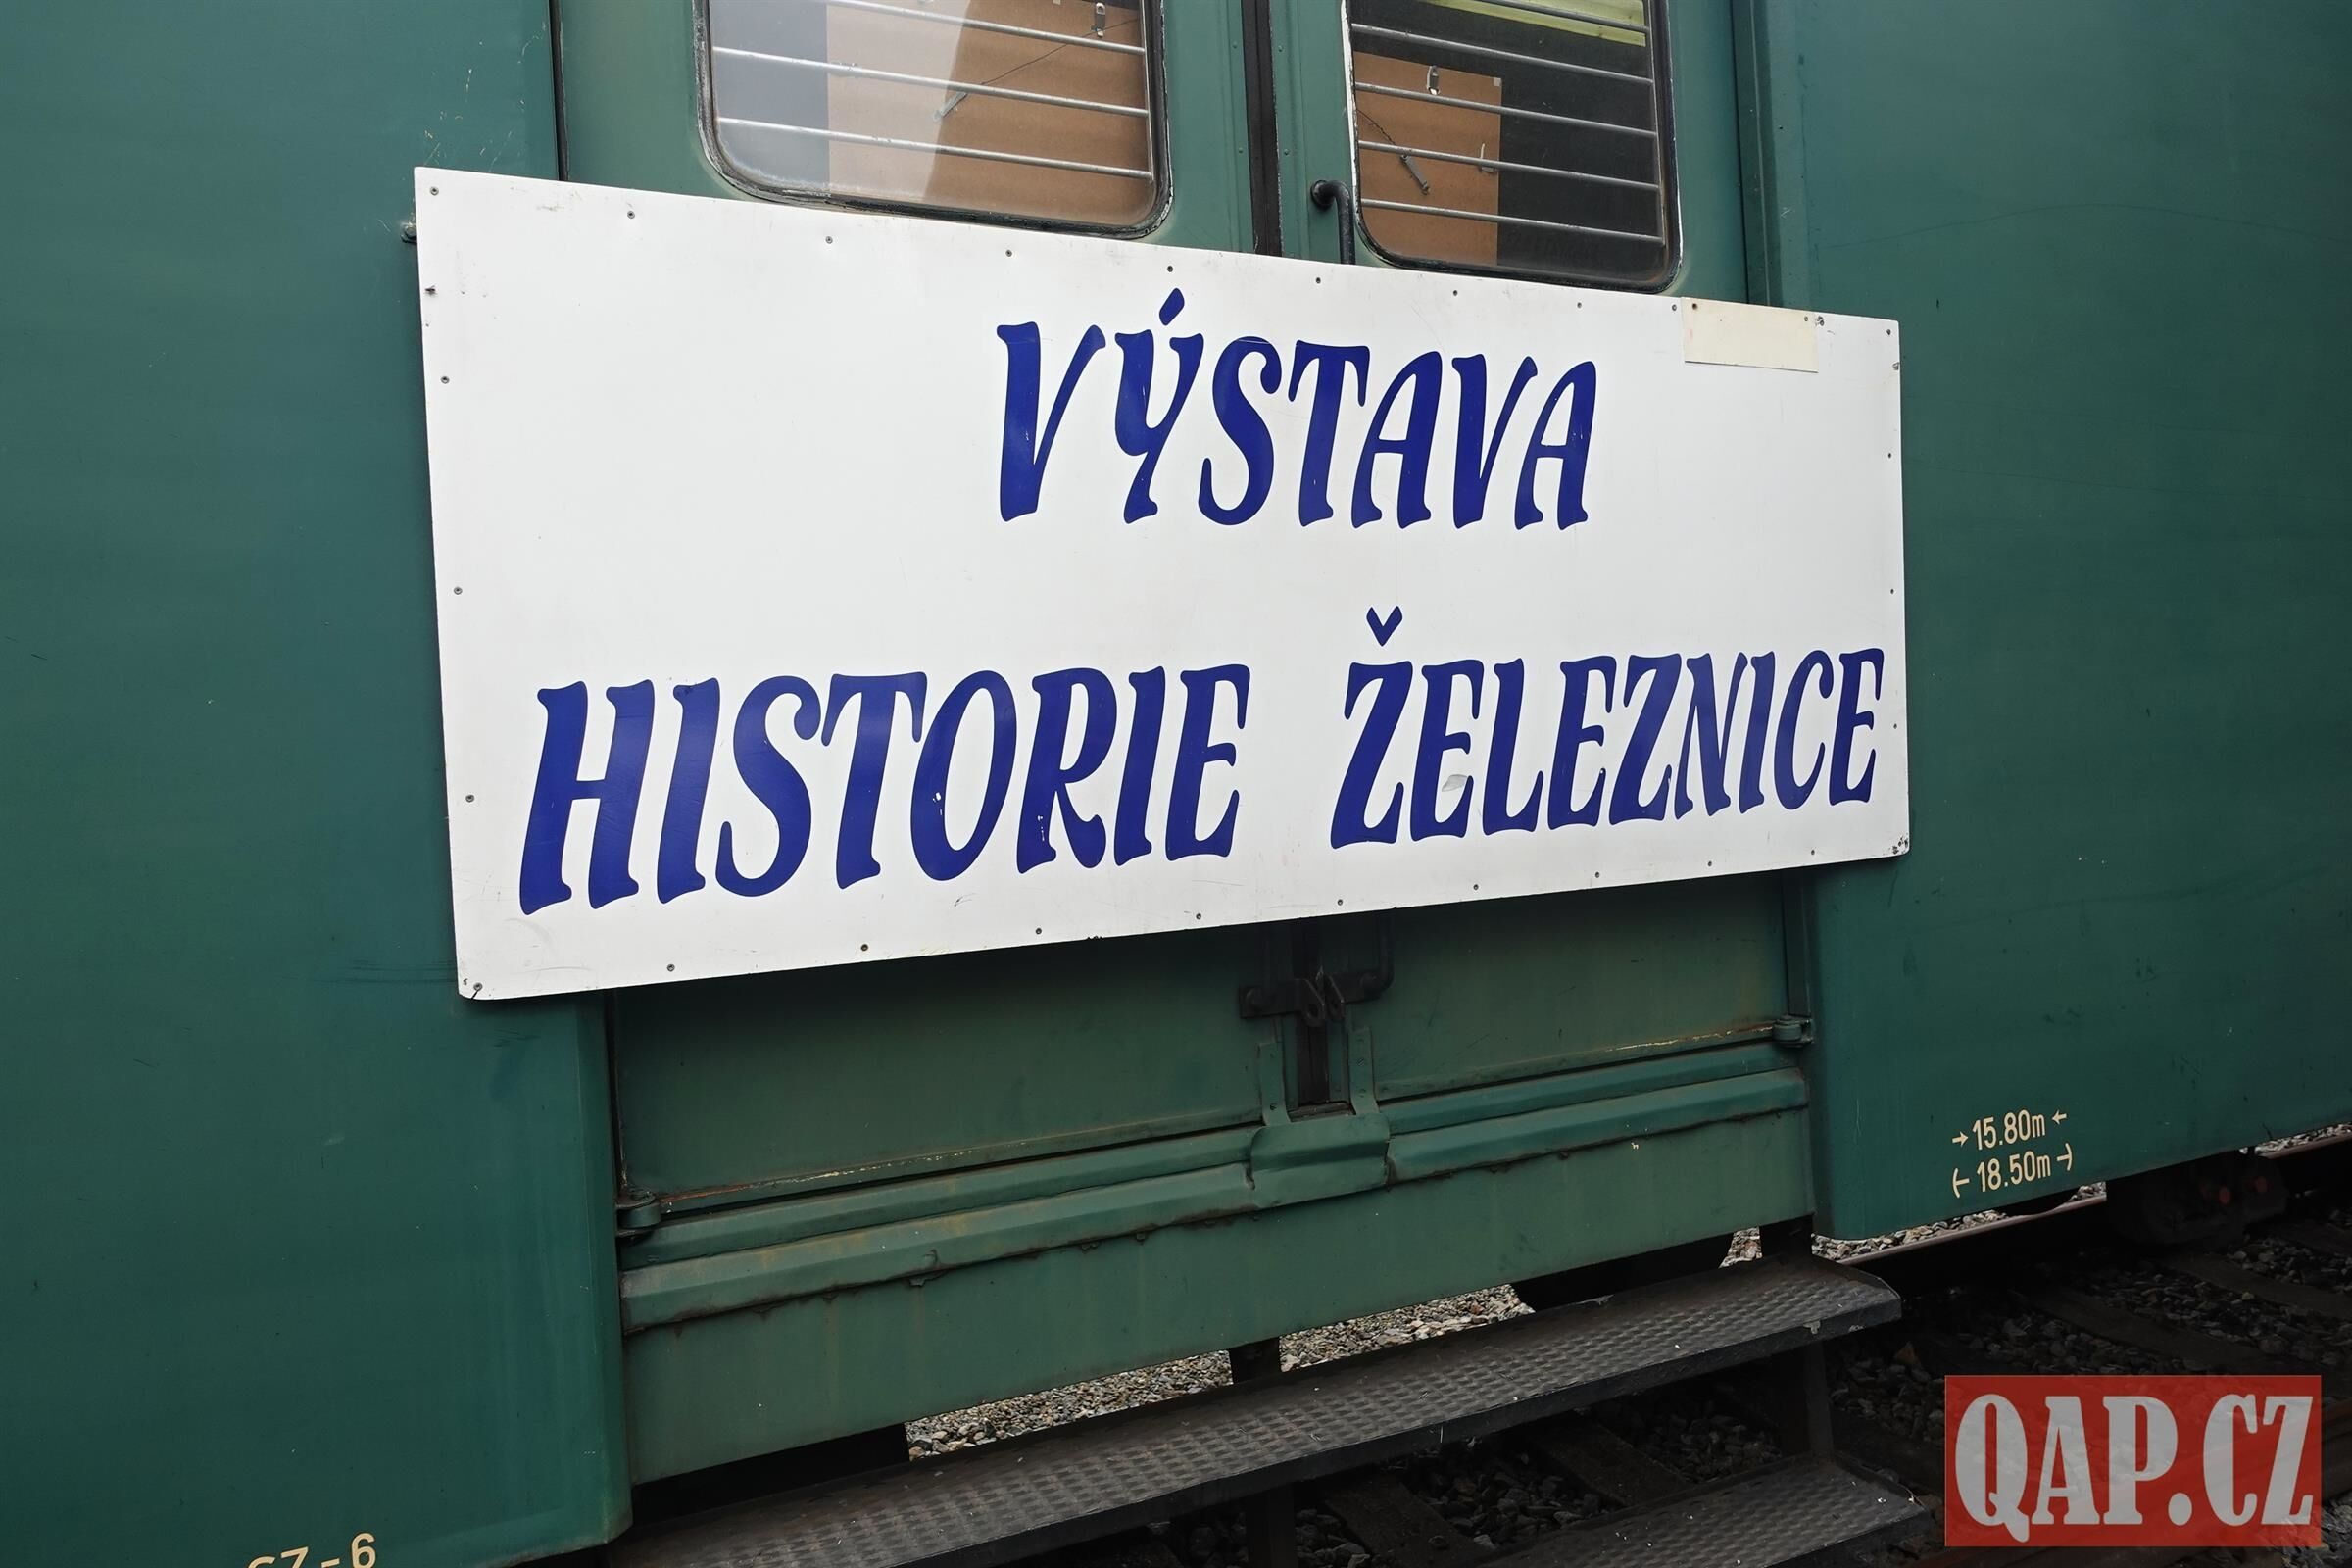 VÝSTAVA
HISTORIE ŽELEZNICE
→15.80m←
(←18.50m→)
QAP.CZ